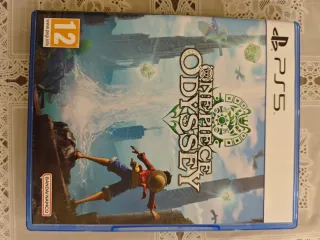 PS5
ONE PIECE
ODYSSEY
12
BANDAI NAMCO